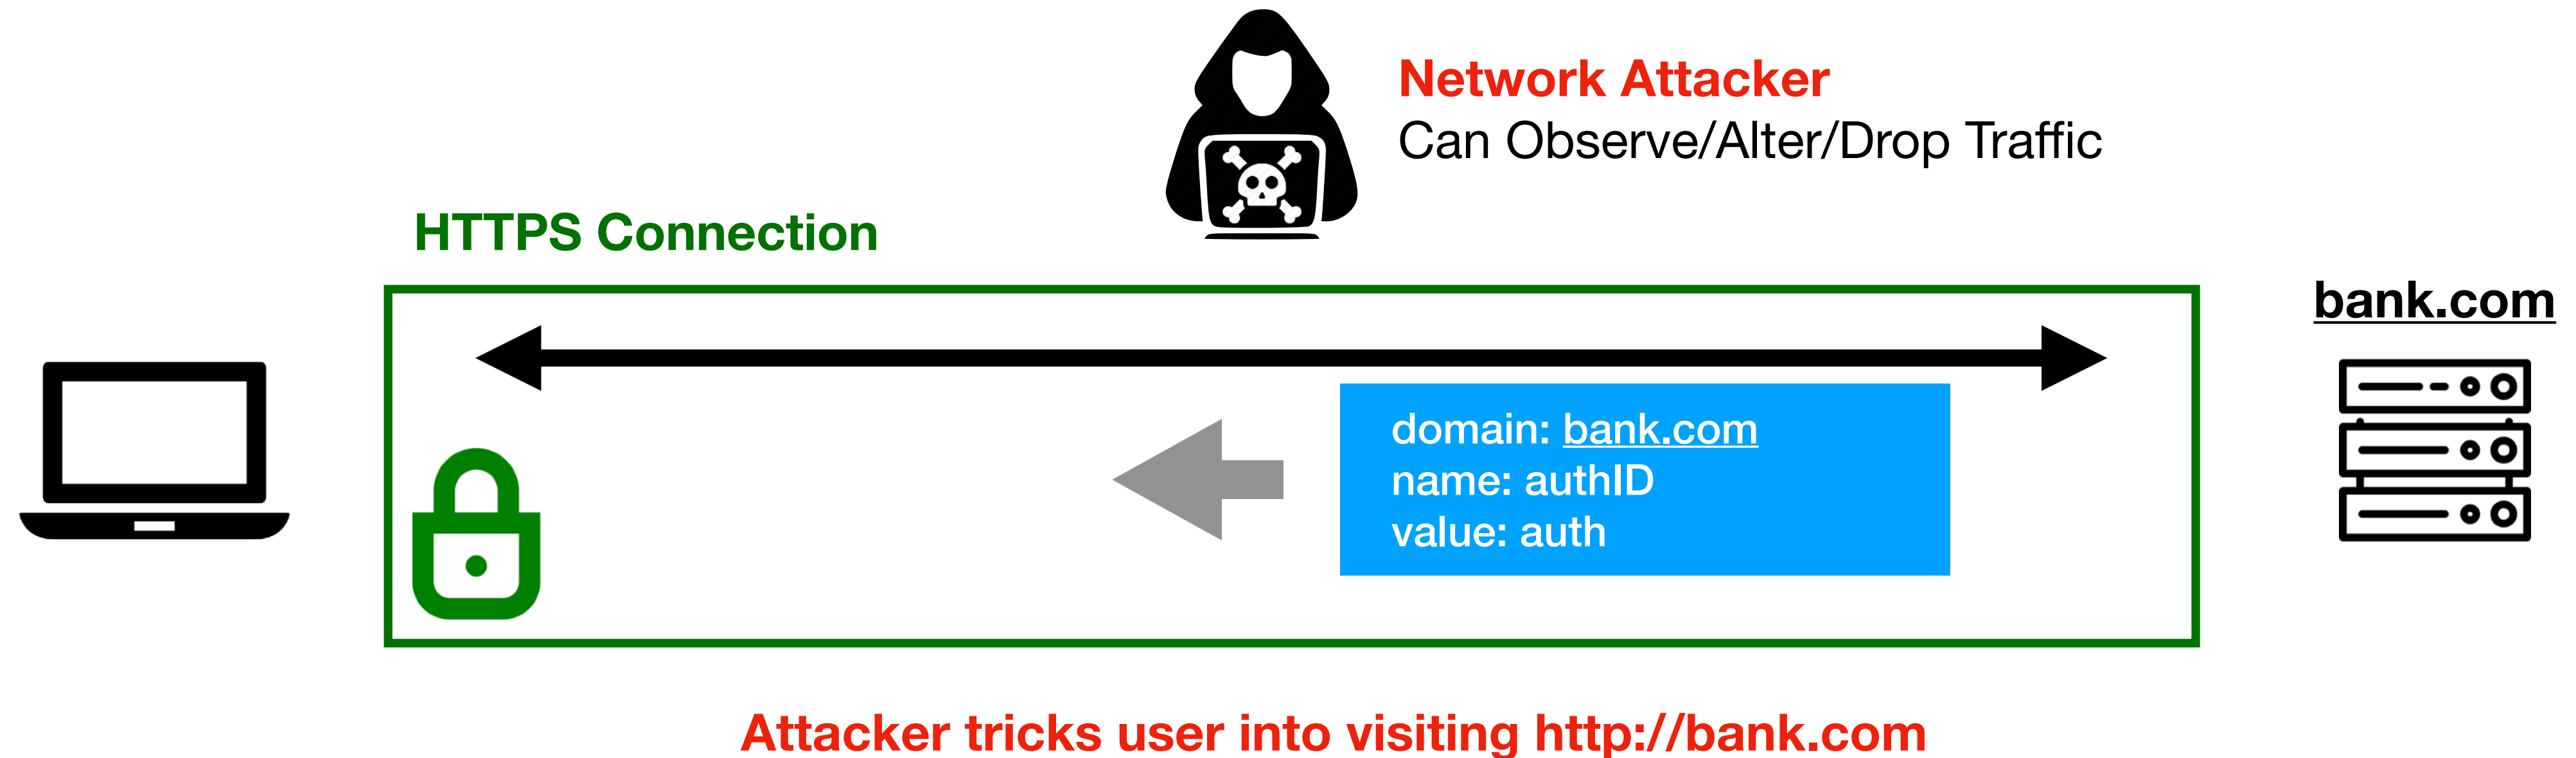 Network Attacker
Can Observe/Alter/Drop Traffic
HTTPS Connection
bank.com
domain: bank.com
name: authID
value: auth
Attacker tricks user into visiting http://bank.com